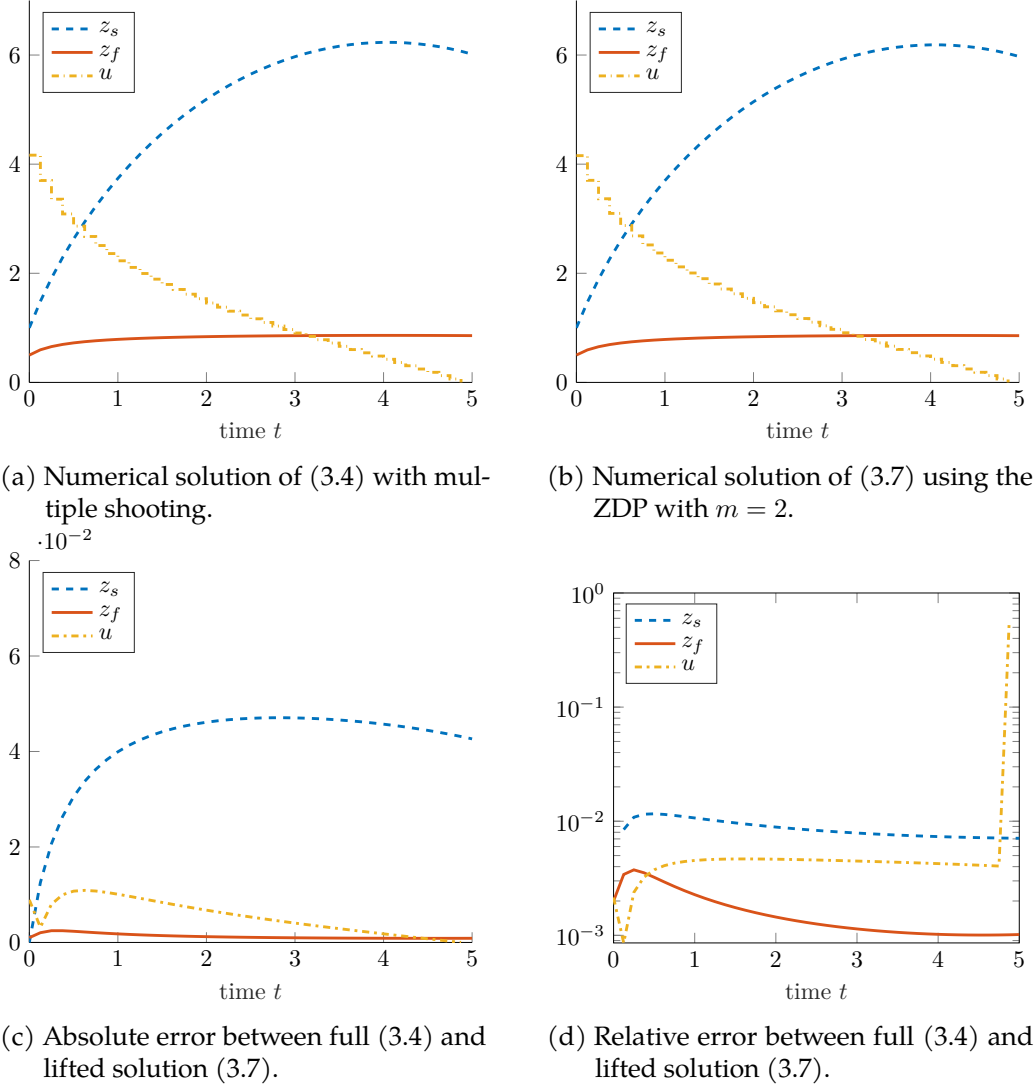 0
2
4
6
0
1
2
3
4
5
time t
z_s
z_f
u
(a) Numerical solution of (3.4) with mul-
tiple shooting.
0
2
4
6
0
1
2
3
4
5
time t
z_s
z_f
u
(b) Numerical solution of (3.7) using the
ZDP with m = 2.
·10^{-2}
0
2
4
6
8
0
1
2
3
4
5
time t
z_s
z_f
u
(c) Absolute error between full (3.4) and
lifted solution (3.7).
10^0
10^{-1}
10^{-2}
10^{-3}
0
1
2
3
4
5
time t
z_s
z_f
u
(d) Relative error between full (3.4) and
lifted solution (3.7).